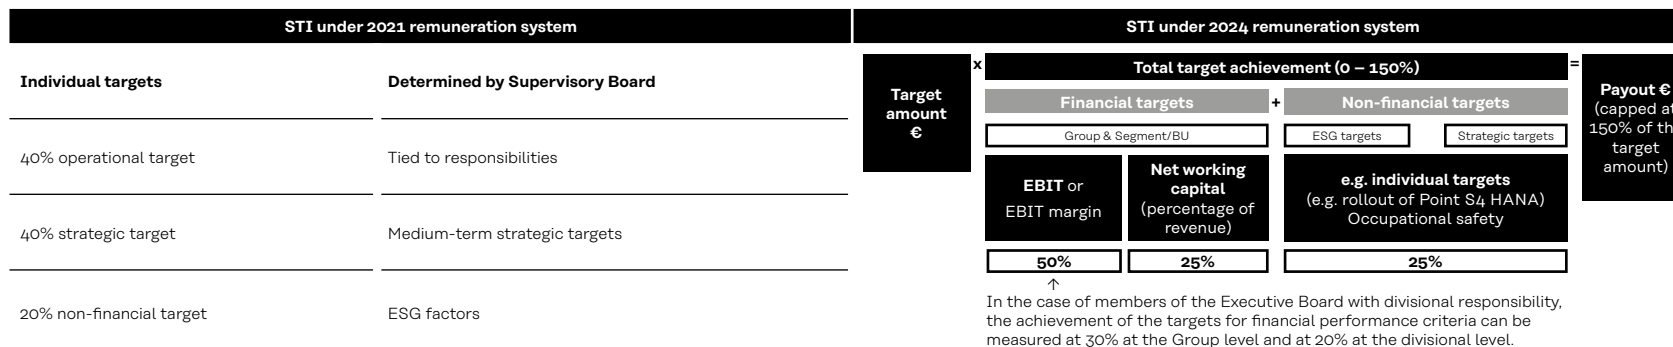 STI under 2021 remuneration system
Individual targets Determined by Supervisory Board
40% operational target Tied to responsibilities
40% strategic target Medium-term strategic targets
20% non-financial target ESG factors
STI under 2024 remuneration system
Target
amount
€
x
Total target achievement (0 – 150%)
Financial targets + Non-financial targets
Group & Segment/BU ESG targets Strategic targets
EBIT or
EBIT margin
Net working
capital
(percentage of
revenue)
e.g. individual targets
(e.g. rollout of Point S4 HANA)
Occupational safety
50% 25% 25%
↑
In the case of members of the Executive Board with divisional responsibility,
the achievement of the targets for financial performance criteria can be
measured at 30% at the Group level and at 20% at the divisional level.
=
Payout €
(capped at
150% of
target
amount)